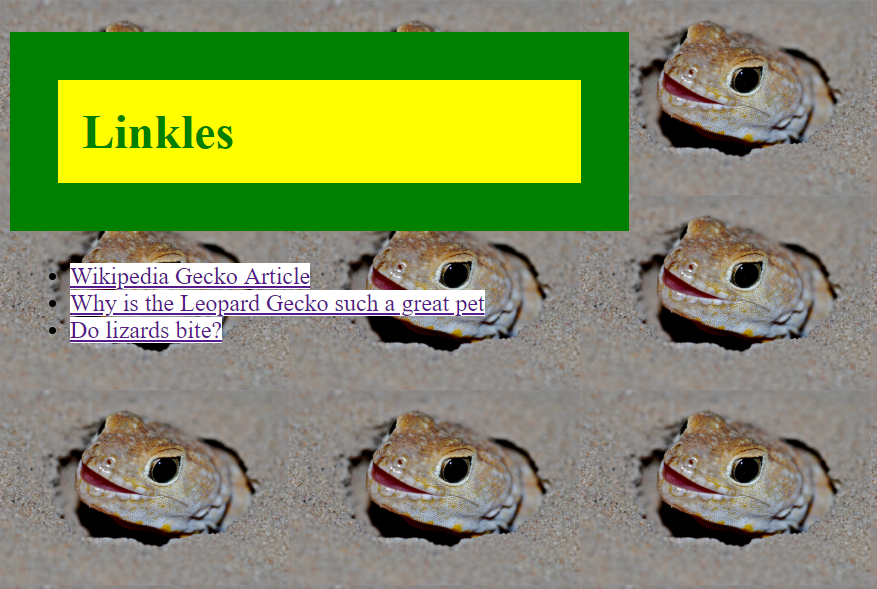 Linkles
Wikipedia Gecko Article
Why is the Leopard Gecko such a great pet
Do lizards bite?